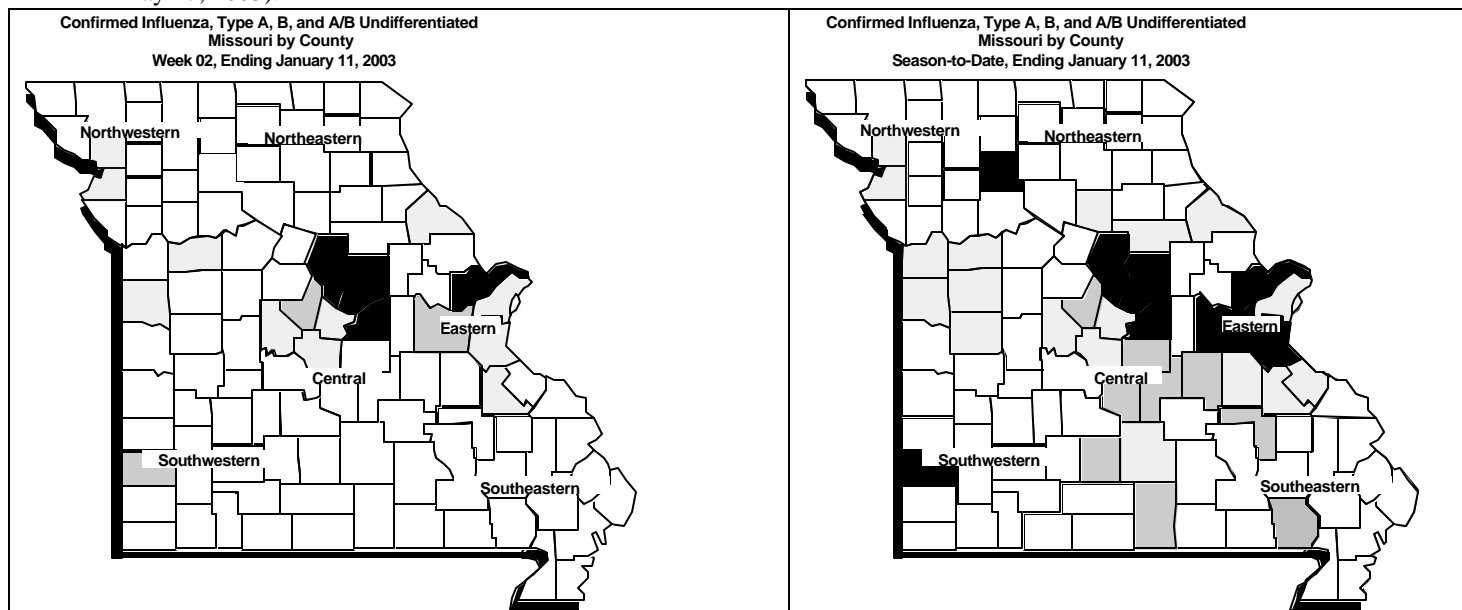 Confirmed Influenza, Type A, B, and A/B Undifferentiated
Missouri by County
Week 02, Ending January 11, 2003
Northwestern
Northeastern
Eastern
Central
Southwestern
Southeastern
Confirmed Influenza, Type A, B, and A/B Undifferentiated
Missouri by County
Season-to-Date, Ending January 11, 2003
Northwestern
Northeastern
Eastern
Central
Southwestern
Southeastern